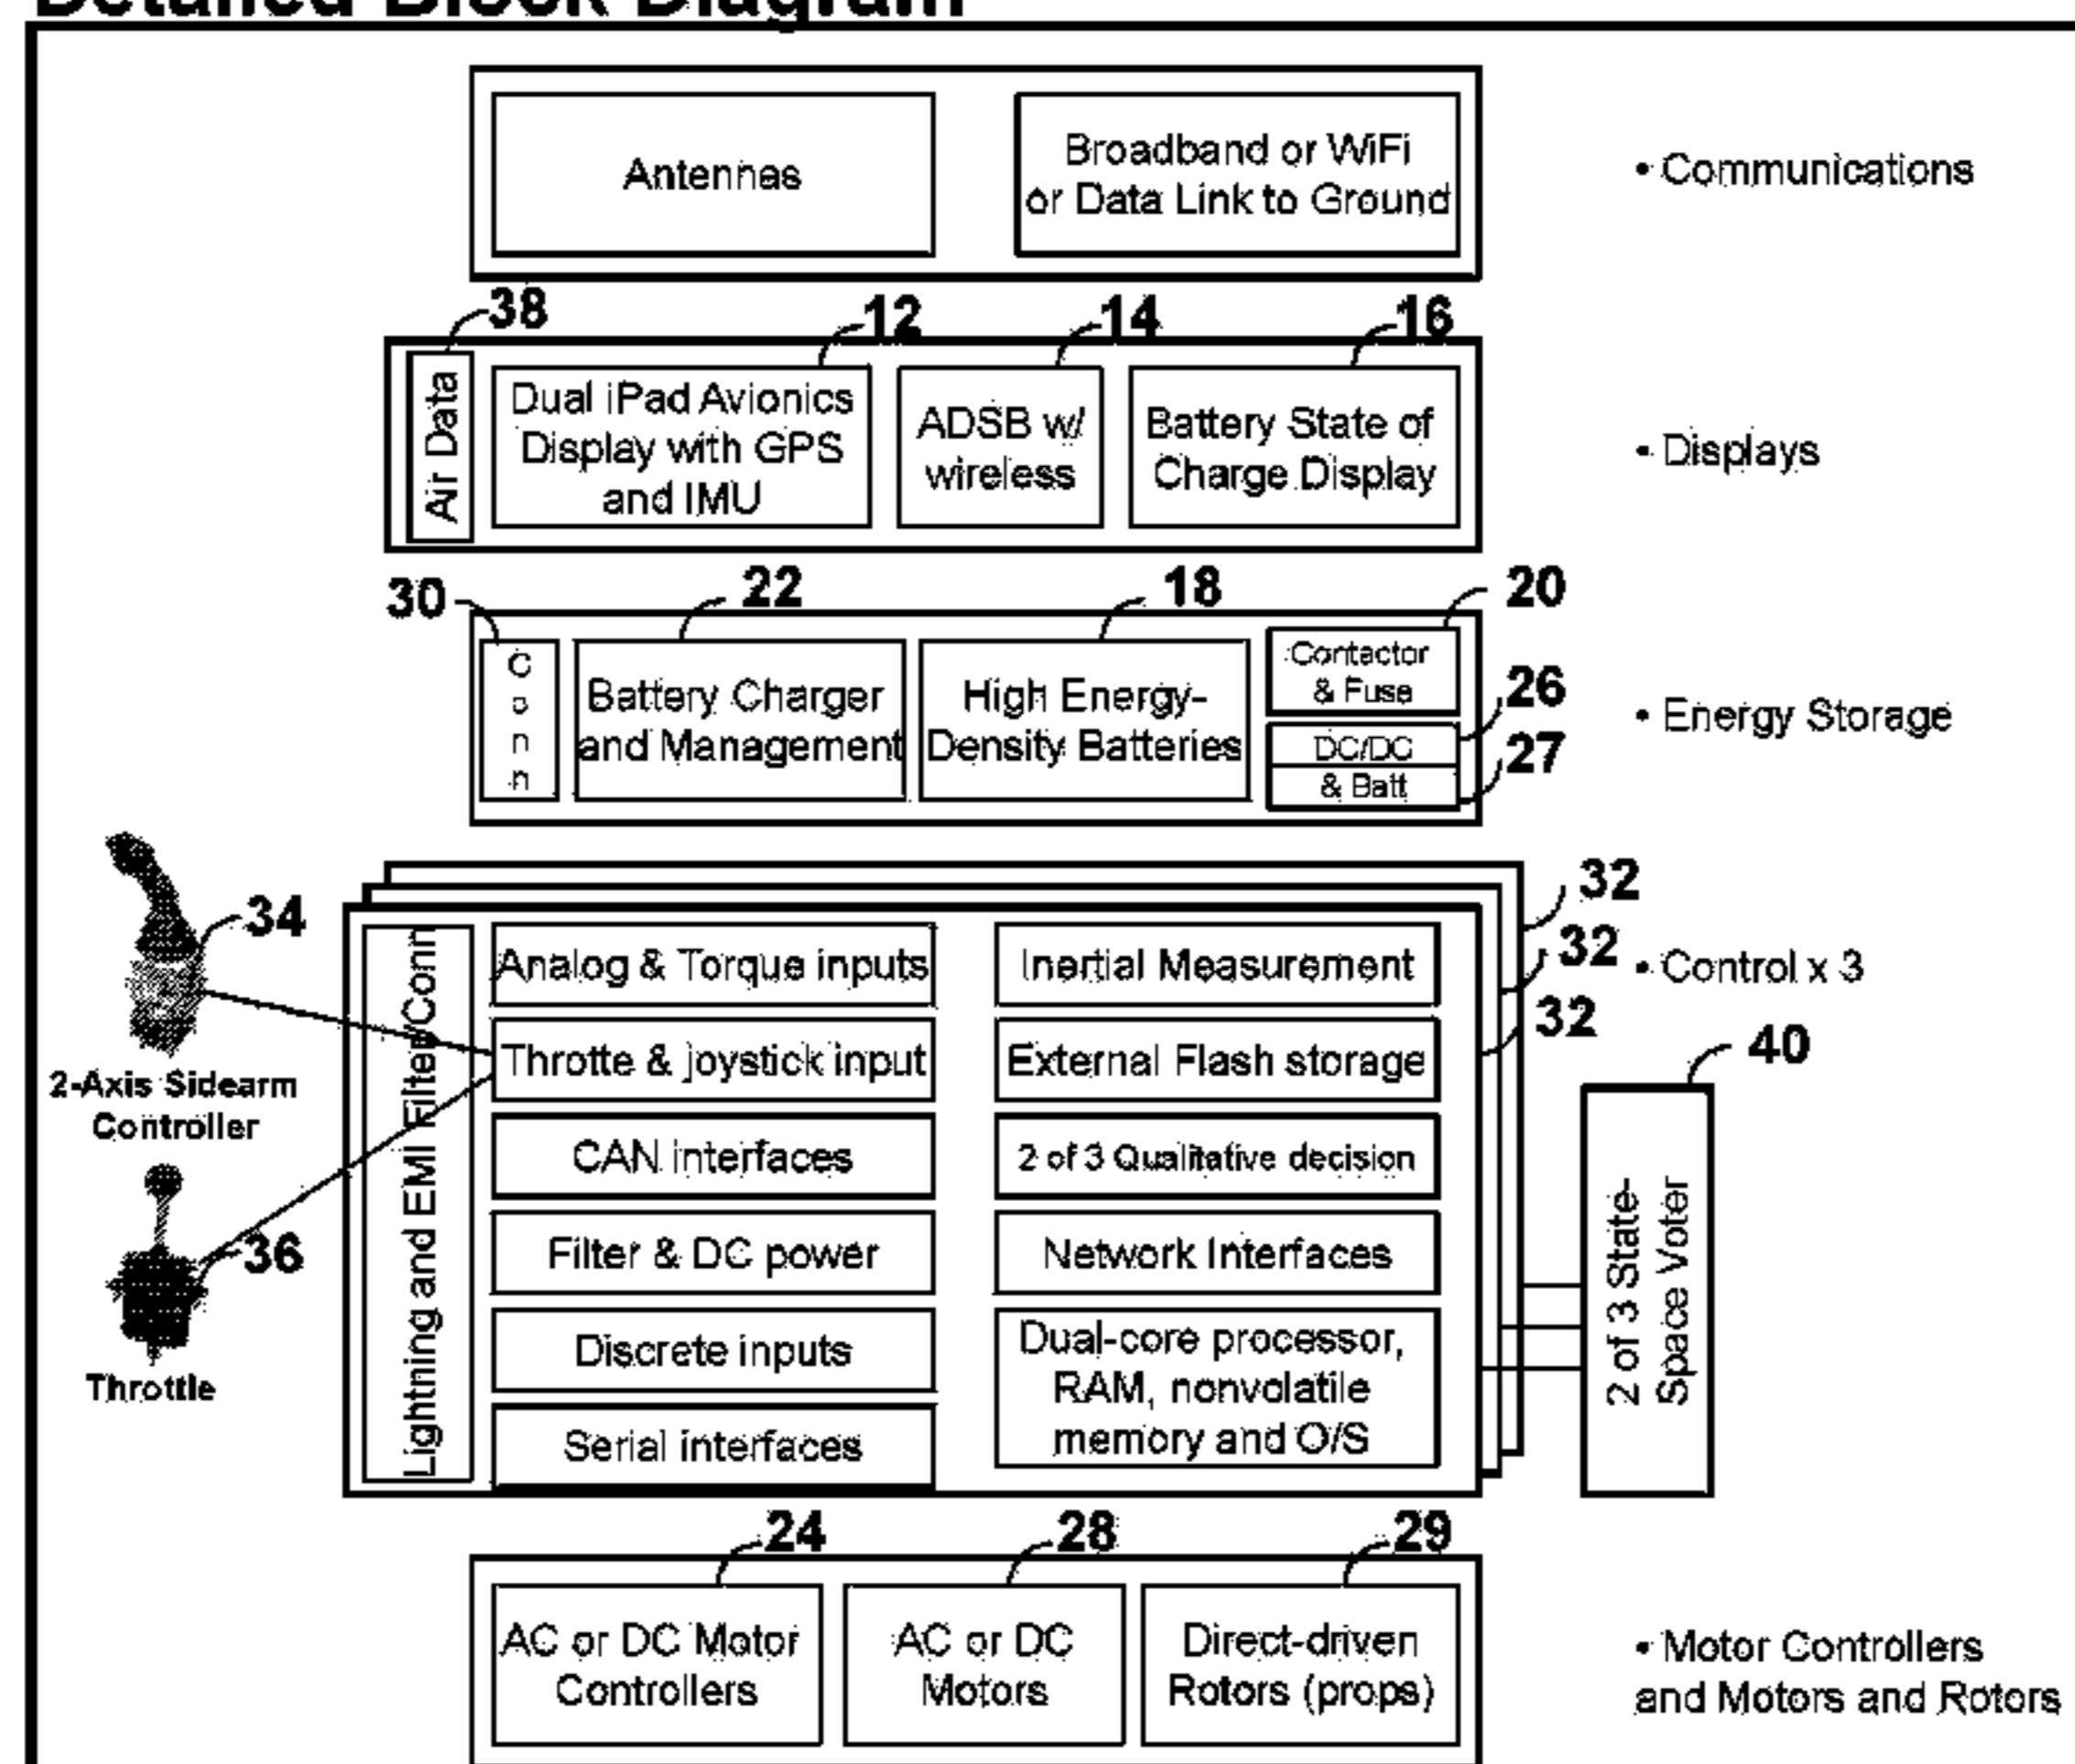 Detailed Block Diagram
Antennas
Broadband or WiFi
or Data Link to Ground
• Communications
38
12
14
16
Air Data
Dual iPad Avionics
Display with GPS
and IMU
ADSB w/
wireless
Battery State of
Charge Display
• Displays
30
22
18
20
26
27
Conn
Battery Charger
and Management
High Energy-
Density Batteries
Contactor
& Fuse
DC/DC
& Batt
• Energy Storage
34
2-Axis Sidearm
Controller
36
Throttle
Lightning and EMI Filter/Conn
Analog & Torque inputs
Throtte & joystick input
CAN interfaces
Filter & DC power
Discrete inputs
Serial interfaces
Inertial Measurement
External Flash storage
2 of 3 Qualitative decision
Network Interfaces
Dual-core processor,
RAM, nonvolatile
memory and O/S
32
32
32
• Control x 3
40
2 of 3 State-
Space Voter
24
28
29
AC or DC Motor
Controllers
AC or DC
Motors
Direct-driven
Rotors (props)
• Motor Controllers
and Motors and Rotors